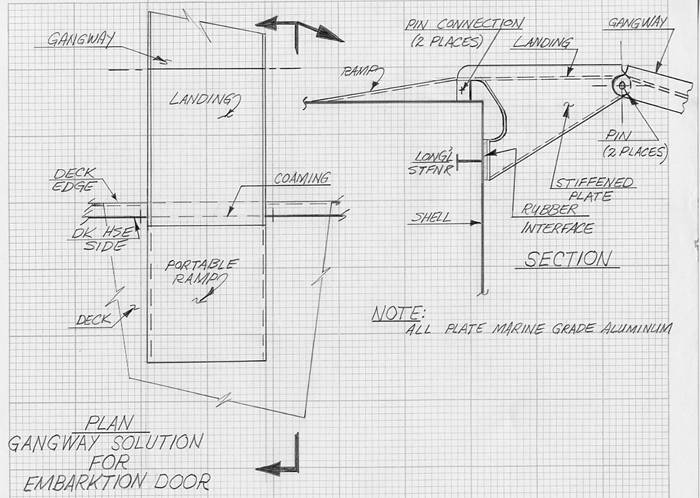 GANGWAY
LANDING
DECK
EDGE
COAMING
DK HSE
SIDE
PORTABLE
RAMP
DECK
PLAN
GANGWAY SOLUTION
FOR
EMBARKTION DOOR
PIN CONNECTION
(2 PLACES)
LANDING
GANGWAY
RAMP
PIN
(2 PLACES)
LONG'L
STFNR
STIFFENED
PLATE
SHELL
RUBBER
INTERFACE
SECTION
NOTE:
ALL PLATE MARINE GRADE ALUMINUM